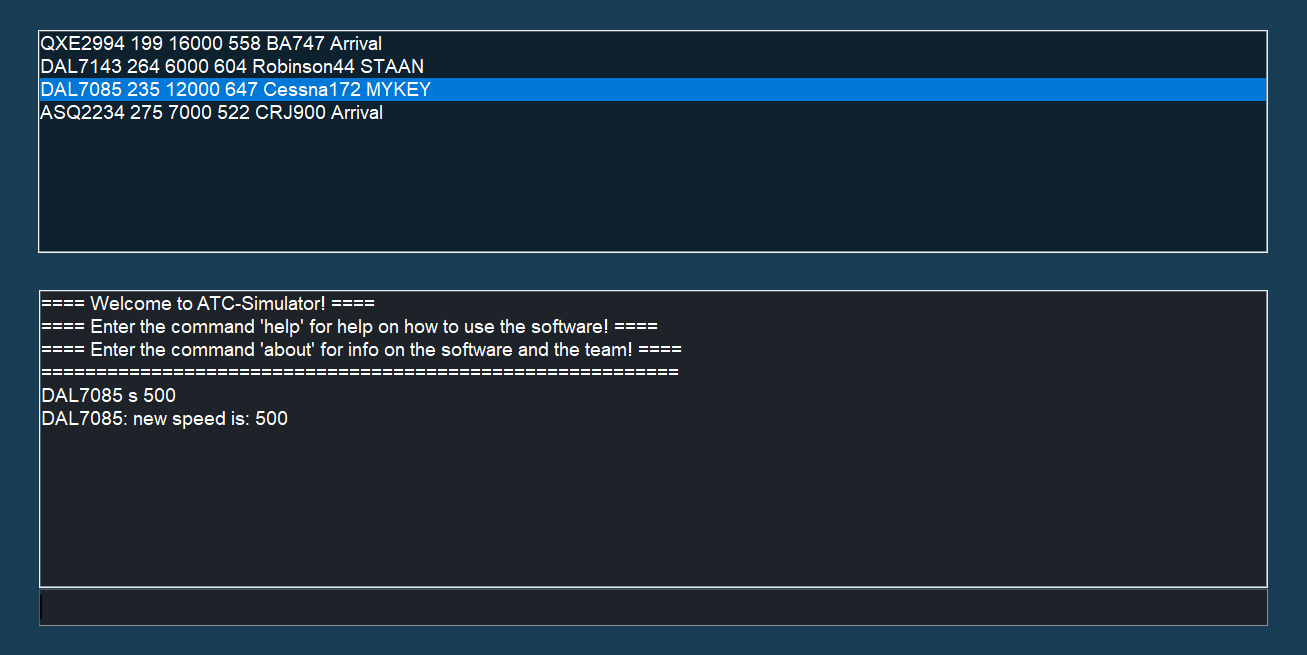 QXE2994 199 16000 558 BA747 Arrival
DAL7143 264 6000 604 Robinson44 STAAN
DAL7085 235 12000 647 Cessna172 MYKEY
ASQ2234 275 7000 522 CRJ900 Arrival
==== Welcome to ATC-Simulator! ====
==== Enter the command 'help' for help on how to use the software! ====
==== Enter the command 'about' for info on the software and the team! ====
==========================================================
DAL7085 s 500
DAL7085: new speed is: 500